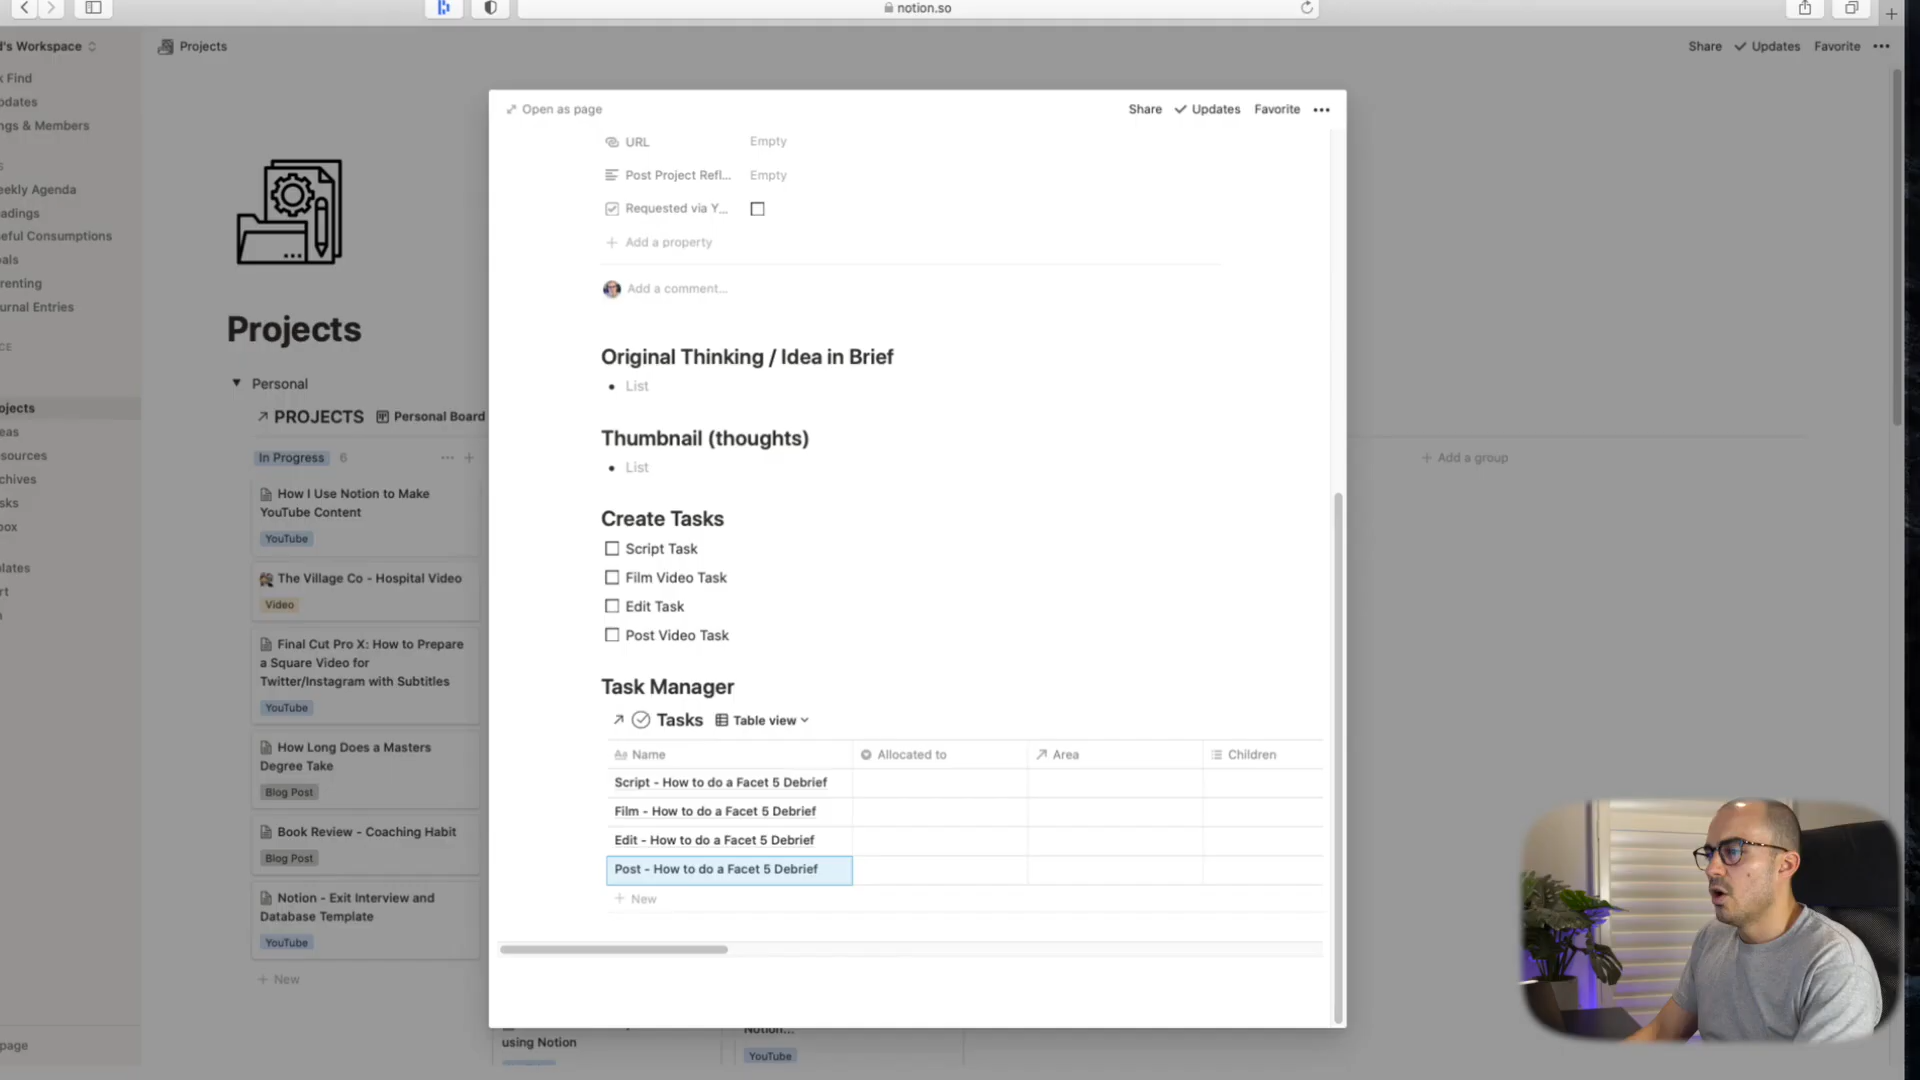 notion.so
d's Workspace
Projects
Share
Updates
Favorite
k Find
pdates
ngs & Members
s
eekly Agenda
adings
seful Consumptions
oals
renting
urnal Entries
CE
ojects
eas
sources
chives
sks
box
plates
rt
page
Projects
Personal
PROJECTS
Personal Board
In Progress 6
How I Use Notion to Make
YouTube Content
YouTube
The Village Co - Hospital Video
Video
Final Cut Pro X: How to Prepare
a Square Video for
Twitter/Instagram with Subtitles
YouTube
How Long Does a Masters
Degree Take
Blog Post
Book Review - Coaching Habit
Blog Post
Notion - Exit Interview and
Database Template
YouTube
+ New
+ Add a group
Open as page
Share
Updates
Favorite
URL Empty
Post Project Refl... Empty
Requested via Y...
+ Add a property
Add a comment...
Original Thinking / Idea in Brief
• List
Thumbnail (thoughts)
• List
Create Tasks
Script Task
Film Video Task
Edit Task
Post Video Task
Task Manager
Tasks Table view
Aa Name Allocated to Area Children
Script - How to do a Facet 5 Debrief
Film - How to do a Facet 5 Debrief
Edit - How to do a Facet 5 Debrief
Post - How to do a Facet 5 Debrief
+ New
using Notion
Notion...
YouTube